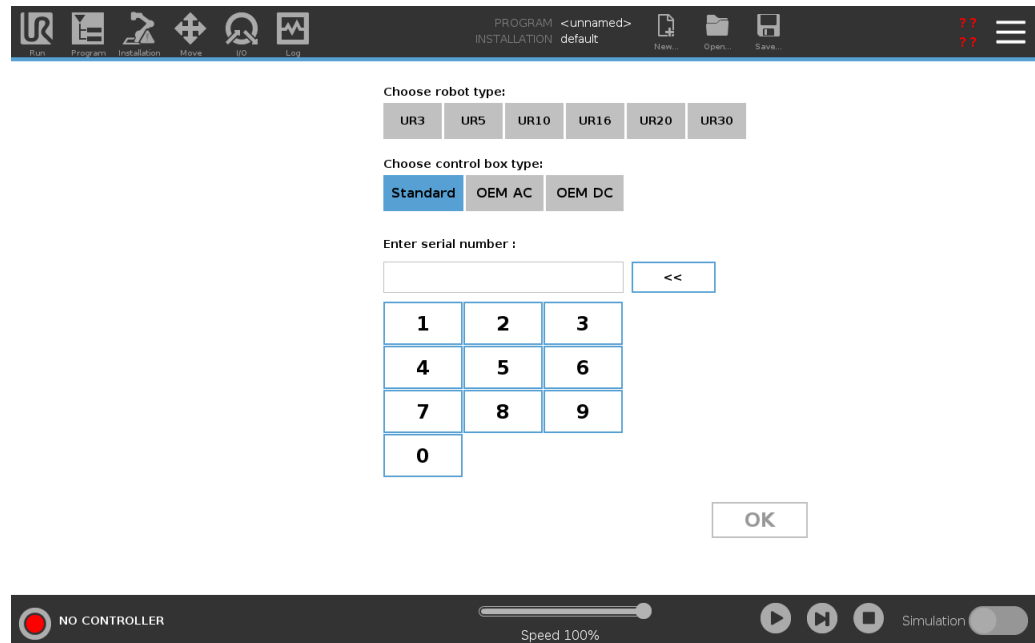 UR
PROGRAM <unnamed>
INSTALLATION default
? ?
? ?
Run Program Installation Move I/O Log New... Open... Save...
Choose robot type:
UR3 UR5 UR10 UR16 UR20 UR30
Choose control box type:
Standard OEM AC OEM DC
Enter serial number :
<<
1 2 3
4 5 6
7 8 9
0
OK
NO CONTROLLER
Speed 100%
Simulation